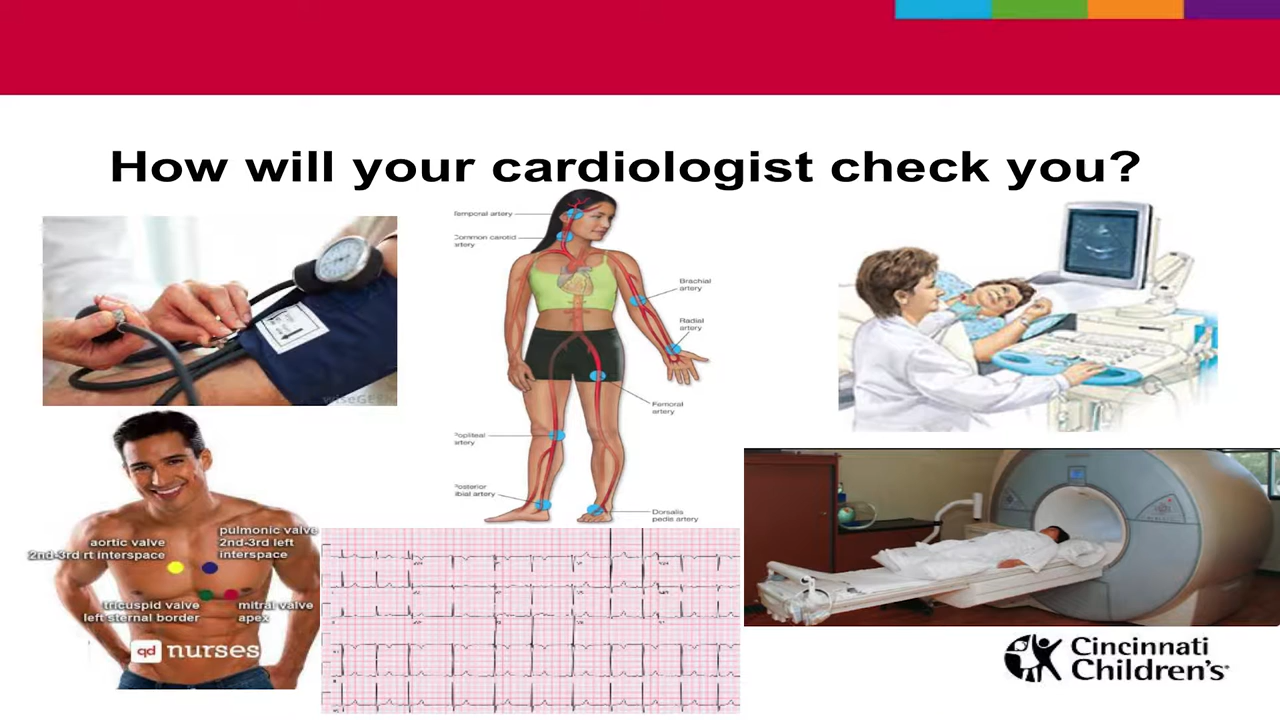 How will your cardiologist check you?
Temporal artery
Common carotid
artery
Brachial
artery
Radial
artery
Femoral
artery
Popliteal
artery
Posterior
tibial artery
Dorsalis
pedis artery
wiseGEEK
aortic valve
2nd-3rd rt interspace
pulmonic valve
2nd-3rd left
interspace
tricuspid valve
left sternal border
mitral valve
apex
qd nurses
Cincinnati
Children's